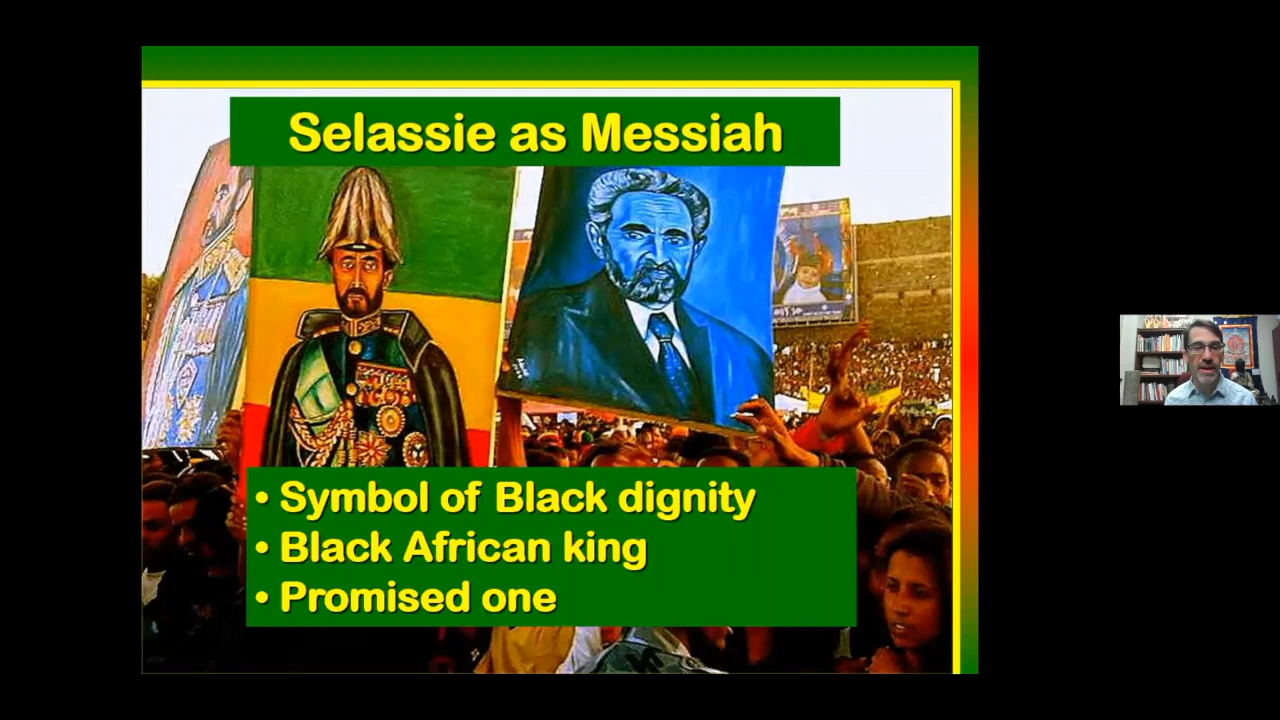 Selassie as Messiah
• Symbol of Black dignity
• Black African king
• Promised one